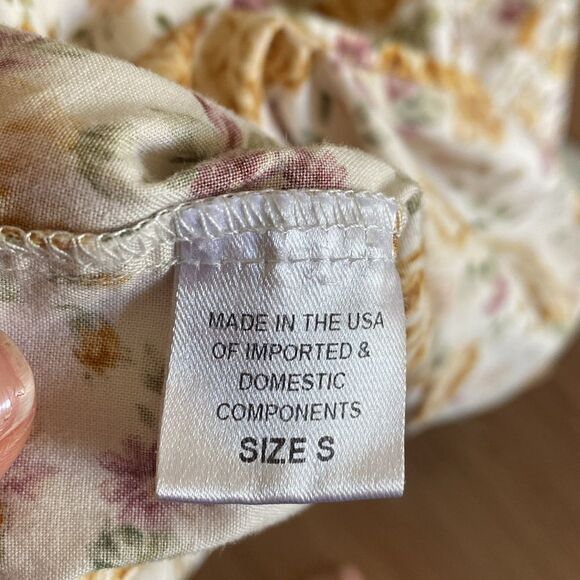 MADE IN THE USA
OF IMPORTED &
DOMESTIC
COMPONENTS
SIZE S